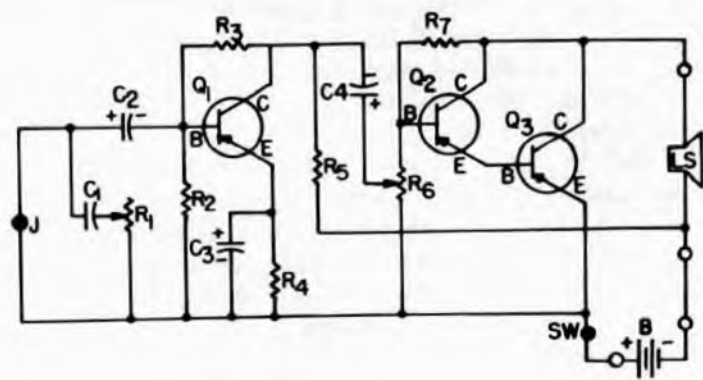 R3
R7
C2
+ -
Q1
C
B
E
C4
-
+
Q2
C
B
E
Q3
C
B
E
LS
J
C1
R1
R2
R5
R6
C3
+
-
R4
SW
+ B -